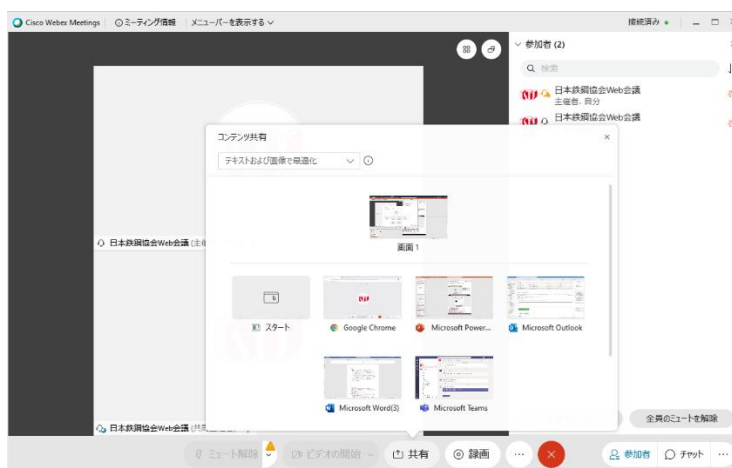 Cisco Webex Meetings
ミーティング情報
メニューバーを表示する
接続済み
参加者 (2)
検索
日本鉄鋼協会Web会議
主催者、自分
日本鉄鋼協会Web会議
コンテンツ共有
テキストおよび画像で最適化
画面 1
日本鉄鋼協会Web会議
スタート
Google Chrome
Microsoft Power...
Microsoft Outlook
Microsoft Word(3)
Microsoft Teams
日本鉄鋼協会Web会議
全員のミュートを解除
ミュート解除
ビデオの開始
共有
録画
参加者
チャット